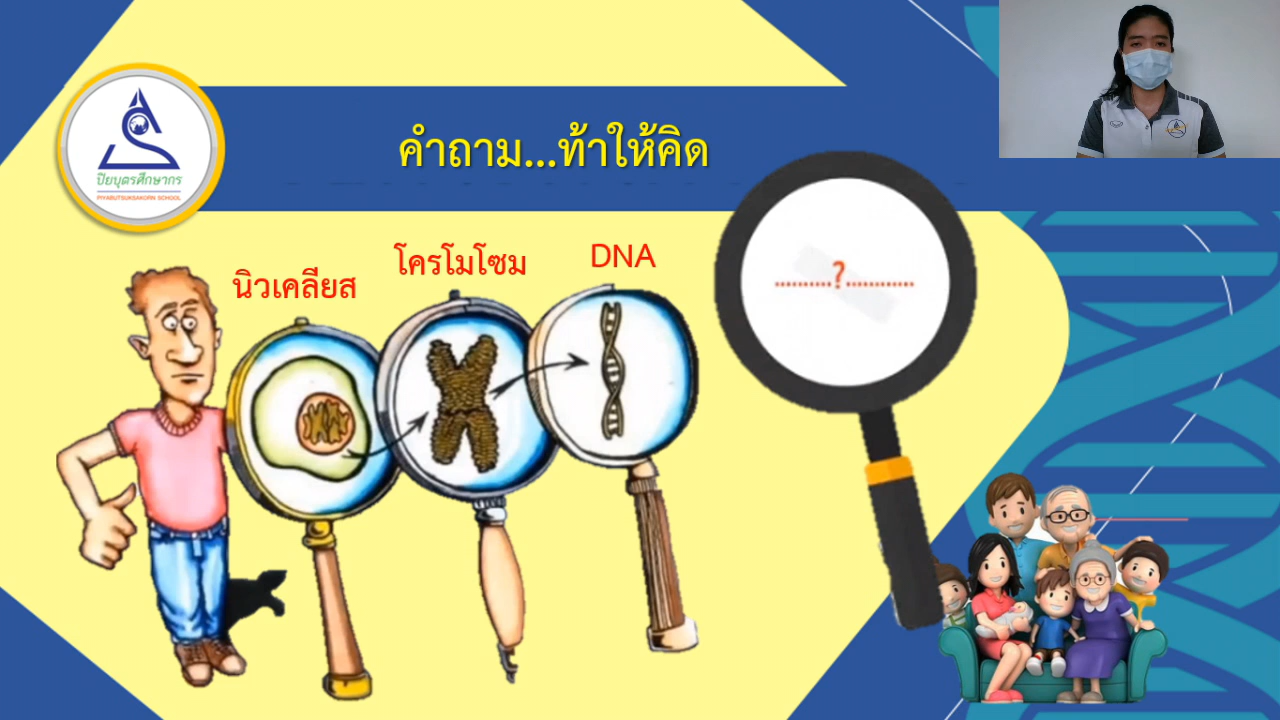 คำถาม...ท้าให้คิด
ปิยบุตรศึกษากร
PIYABUTSUKSAKORN SCHOOL
นิวเคลียส
โครโมโซม
DNA
..........?............